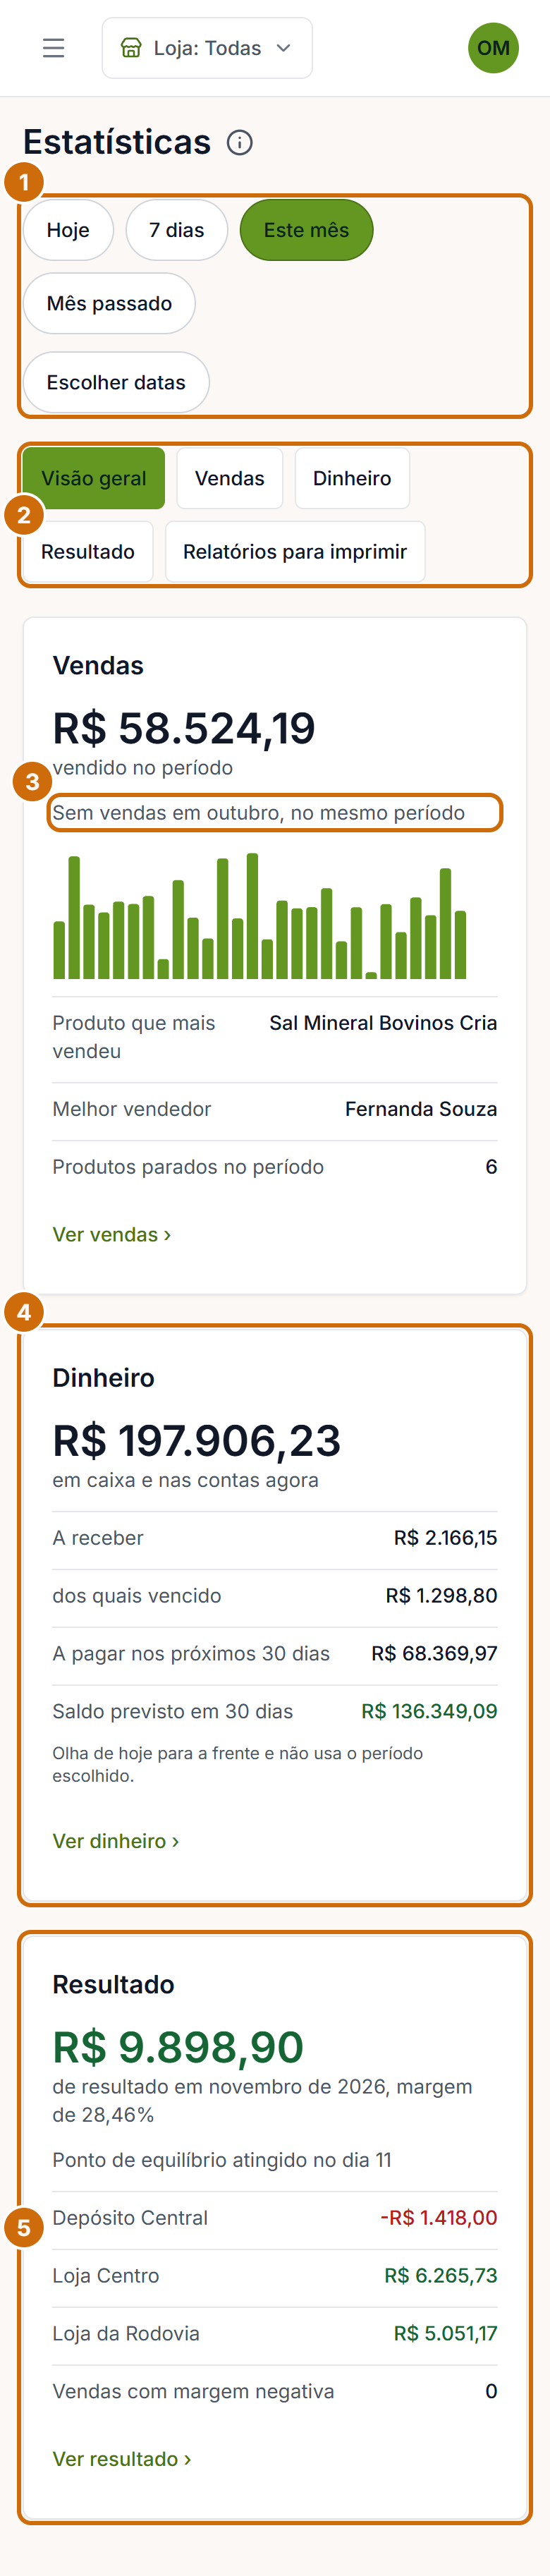 Loja: Todas
OM
Estatísticas
1
Hoje
7 dias
Este mês
Mês passado
Escolher datas
Visão geral
Vendas
Dinheiro
2
Resultado
Relatórios para imprimir
Vendas
R$ 58.524,19
vendido no período
3
Sem vendas em outubro, no mesmo período
Produto que mais vendeu
Sal Mineral Bovinos Cria
Melhor vendedor
Fernanda Souza
Produtos parados no período
6
Ver vendas ›
4
Dinheiro
R$ 197.906,23
em caixa e nas contas agora
A receber
R$ 2.166,15
dos quais vencido
R$ 1.298,80
A pagar nos próximos 30 dias
R$ 68.369,97
Saldo previsto em 30 dias
R$ 136.349,09
Olha de hoje para a frente e não usa o período
escolhido.
Ver dinheiro ›
Resultado
R$ 9.898,90
de resultado em novembro de 2026, margem
de 28,46%
Ponto de equilíbrio atingido no dia 11
5
Depósito Central
-R$ 1.418,00
Loja Centro
R$ 6.265,73
Loja da Rodovia
R$ 5.051,17
Vendas com margem negativa
0
Ver resultado ›